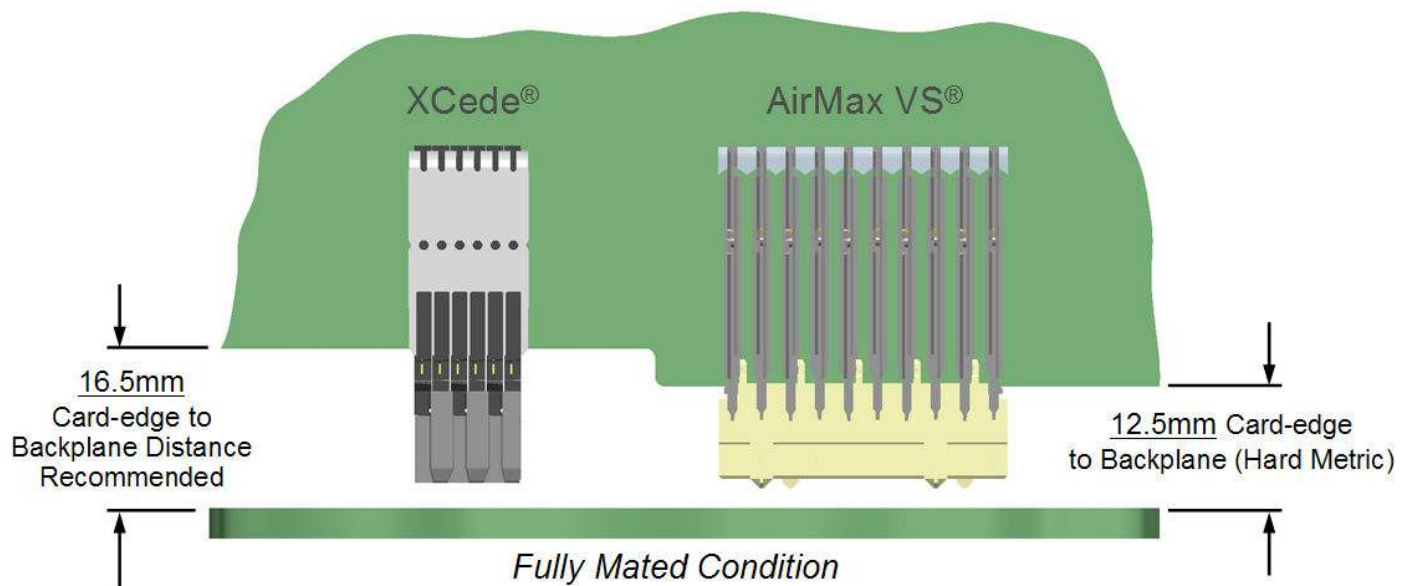 XCede®
AirMax VS®
16.5mm
Card-edge to
Backplane Distance
Recommended
12.5mm Card-edge
to Backplane (Hard Metric)
Fully Mated Condition